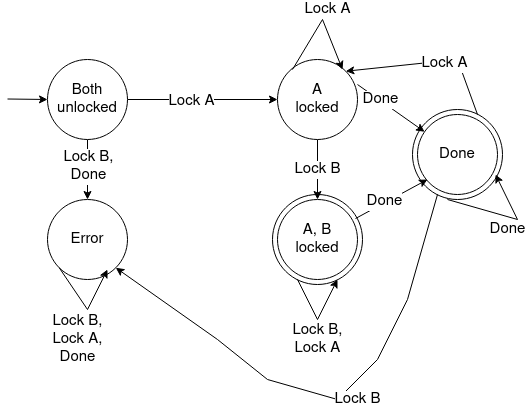 Lock A
Lock A
Both
unlocked
Lock A
A
locked
Done
Done
Lock B,
Done
Lock B
Done
Error
A, B
locked
Done
Lock B,
Lock A,
Done
Lock B,
Lock A
Lock B